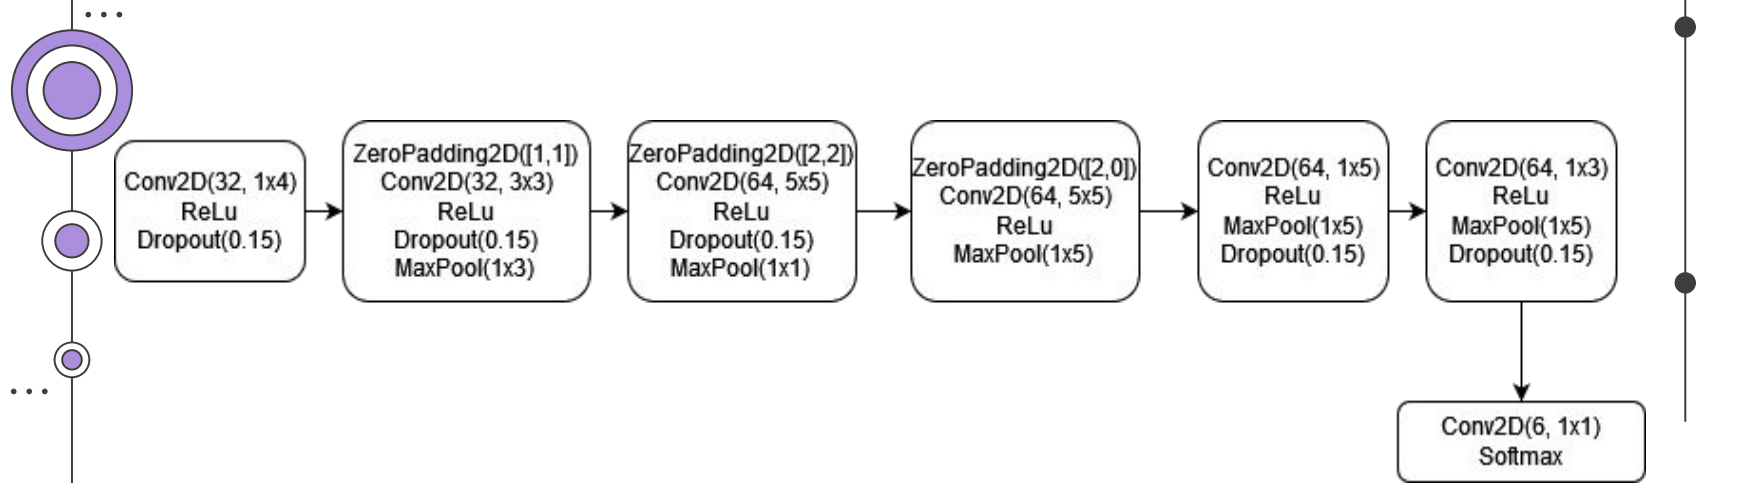 Conv2D(32, 1x4)
ReLu
Dropout(0.15)
ZeroPadding2D([1,1])
Conv2D(32, 3x3)
ReLu
Dropout(0.15)
MaxPool(1x3)
ZeroPadding2D([2,2])
Conv2D(64, 5x5)
ReLu
Dropout(0.15)
MaxPool(1x1)
ZeroPadding2D([2,0])
Conv2D(64, 5x5)
ReLu
MaxPool(1x5)
Conv2D(64, 1x5)
ReLu
MaxPool(1x5)
Dropout(0.15)
Conv2D(64, 1x3)
ReLu
MaxPool(1x5)
Dropout(0.15)
Conv2D(6, 1x1)
Softmax